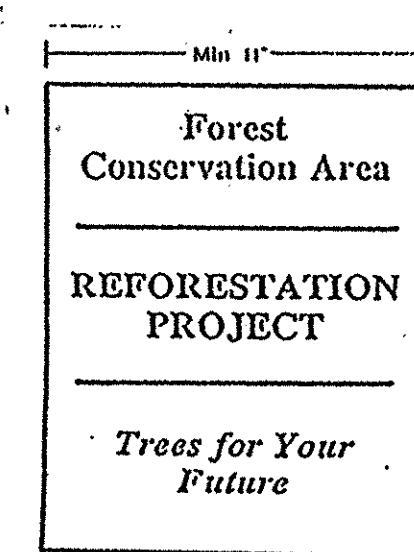 Min 11"
Forest
Conservation Area
REFORESTATION
PROJECT
Trees for Your
Future